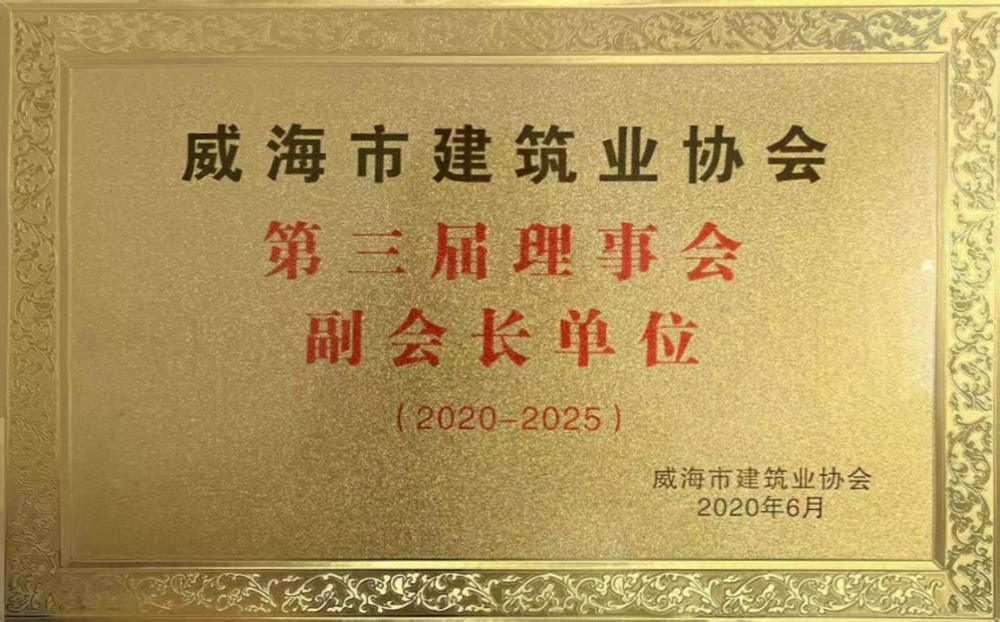 威海市建筑业协会
第三届理事会
副会长单位
（2020-2025）
威海市建筑业协会
2020年6月